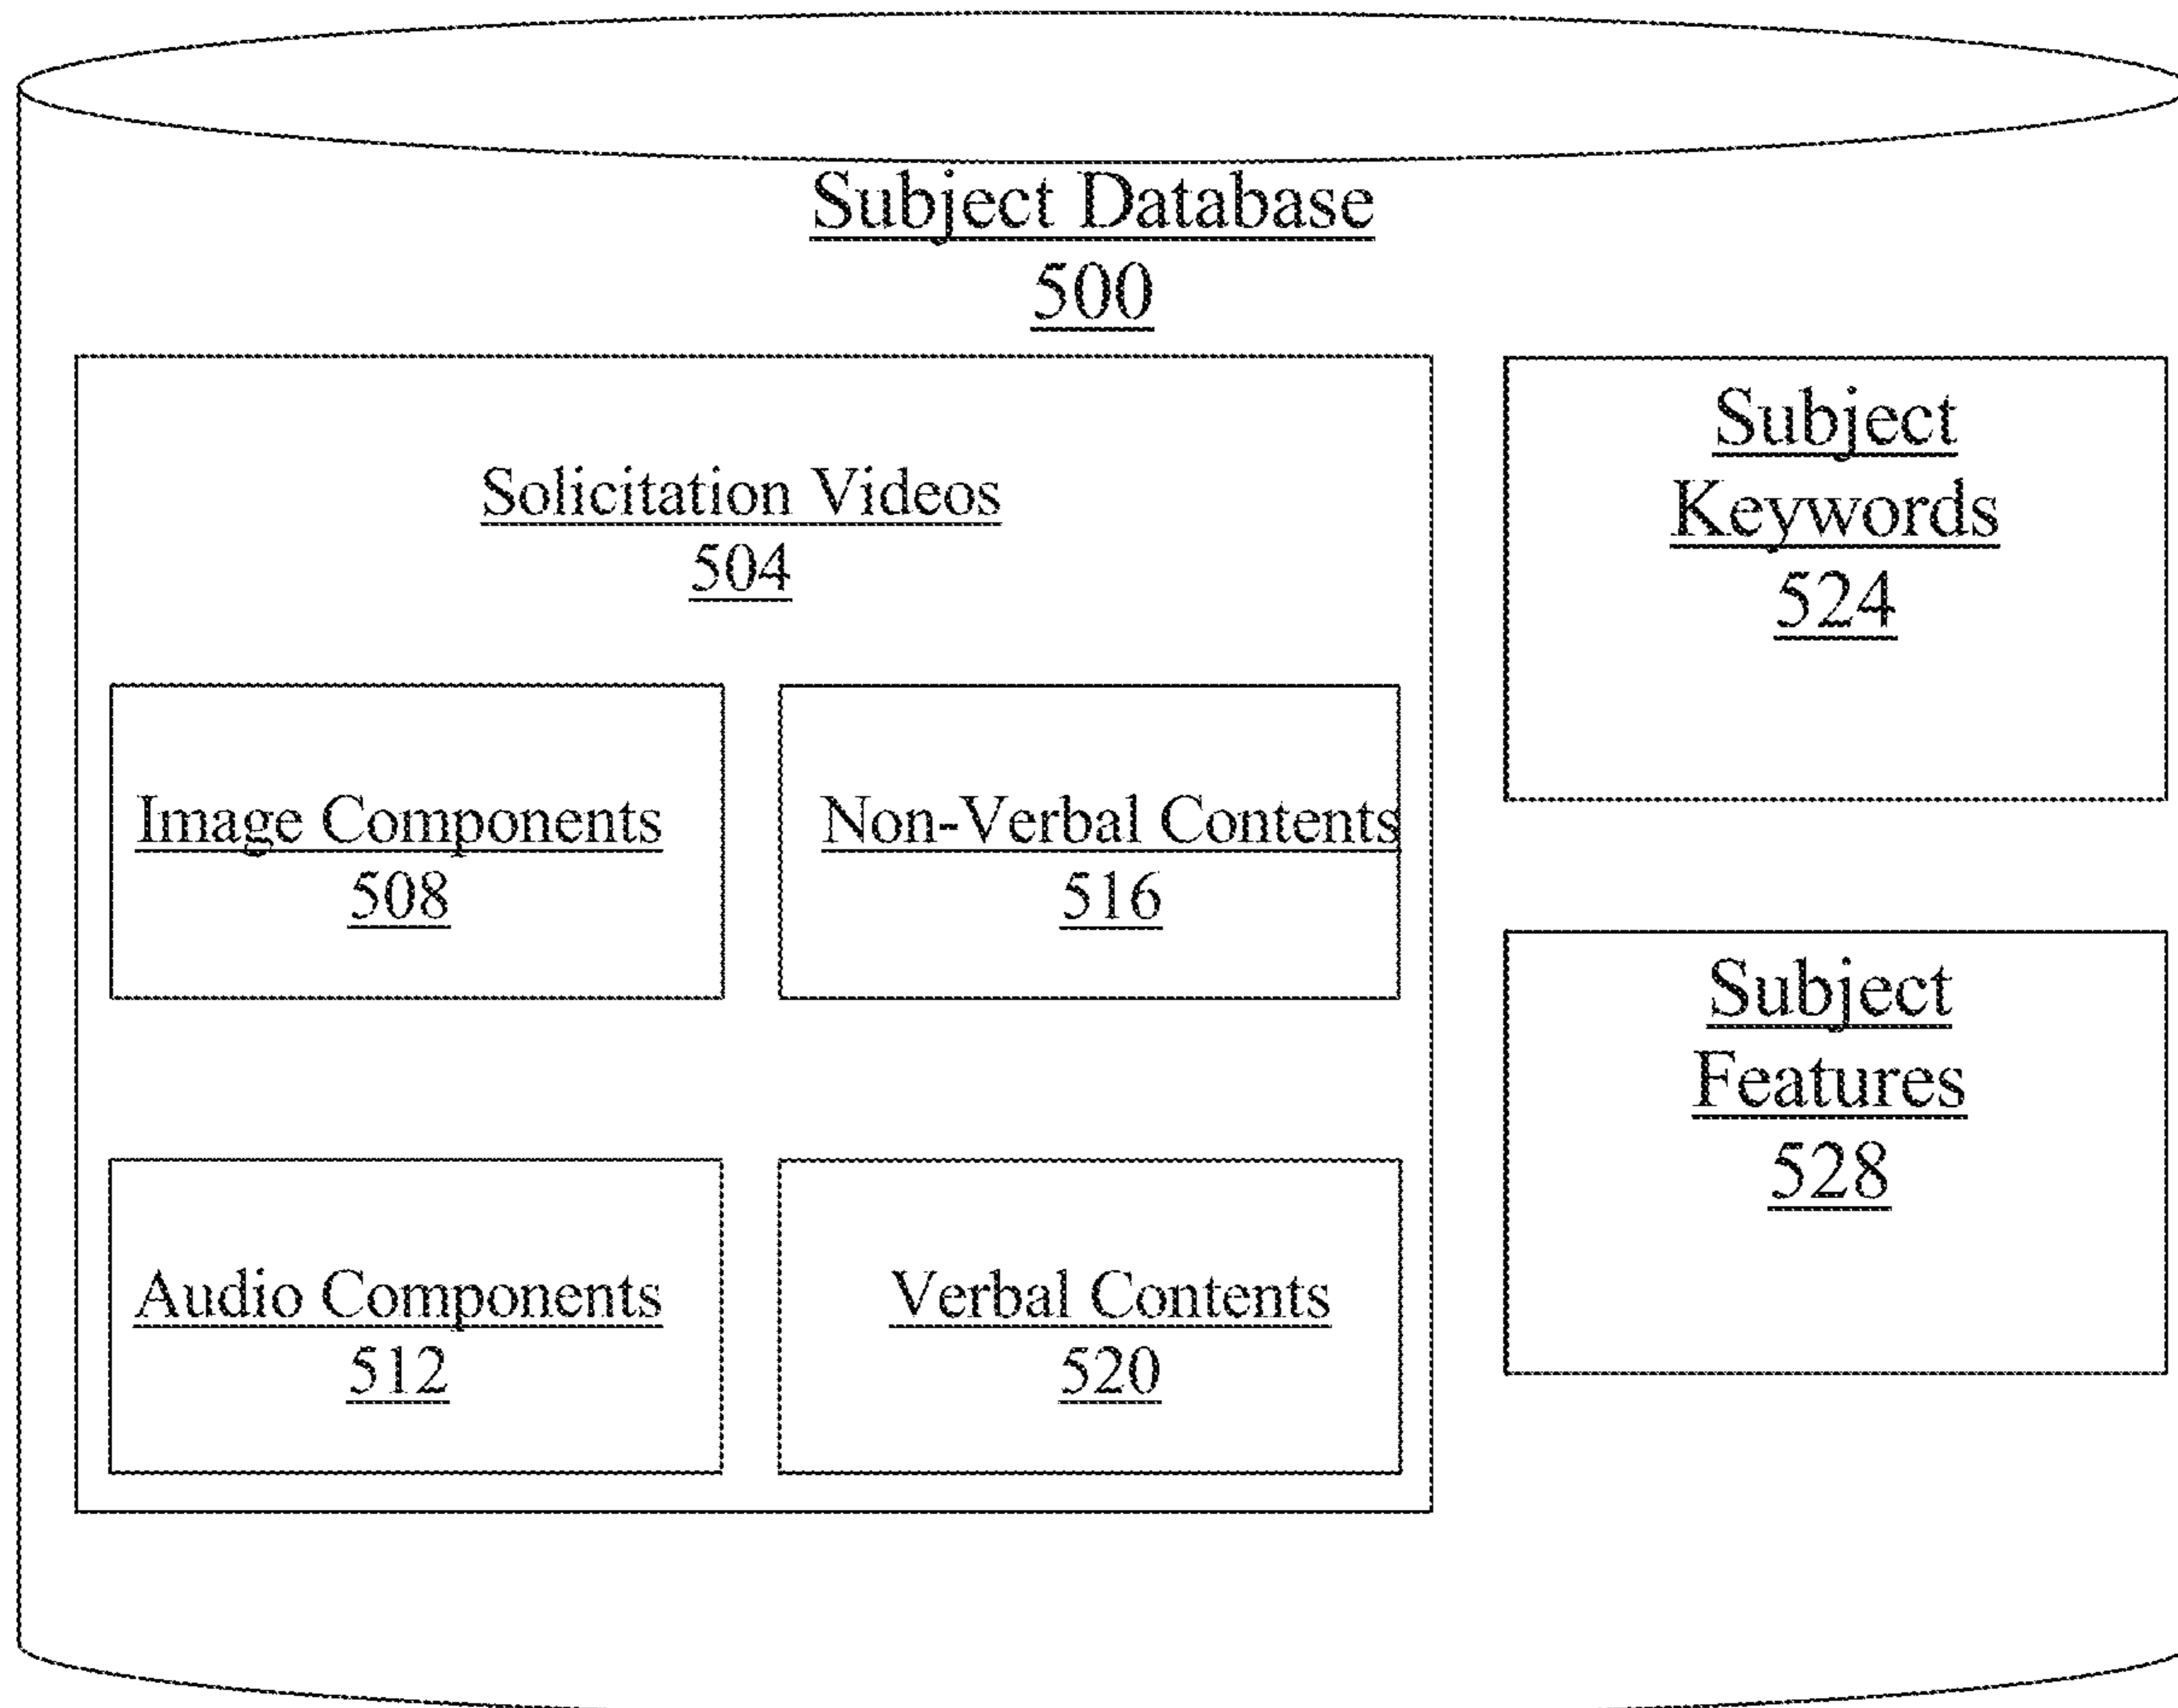 Subject Database
500
Solicitation Videos
504
Image Components
508
Non-Verbal Contents
516
Audio Components
512
Verbal Contents
520
Subject
Keywords
524
Subject
Features
528